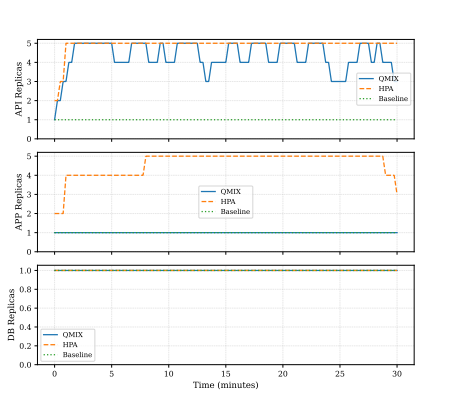 5
4
3
2
1
0
API Replicas
QMIX
HPA
Baseline
5
4
3
2
1
0
APP Replicas
QMIX
HPA
Baseline
1.0
0.8
0.6
0.4
0.2
0.0
DB Replicas
QMIX
HPA
Baseline
0 5 10 15 20 25 30
Time (minutes)